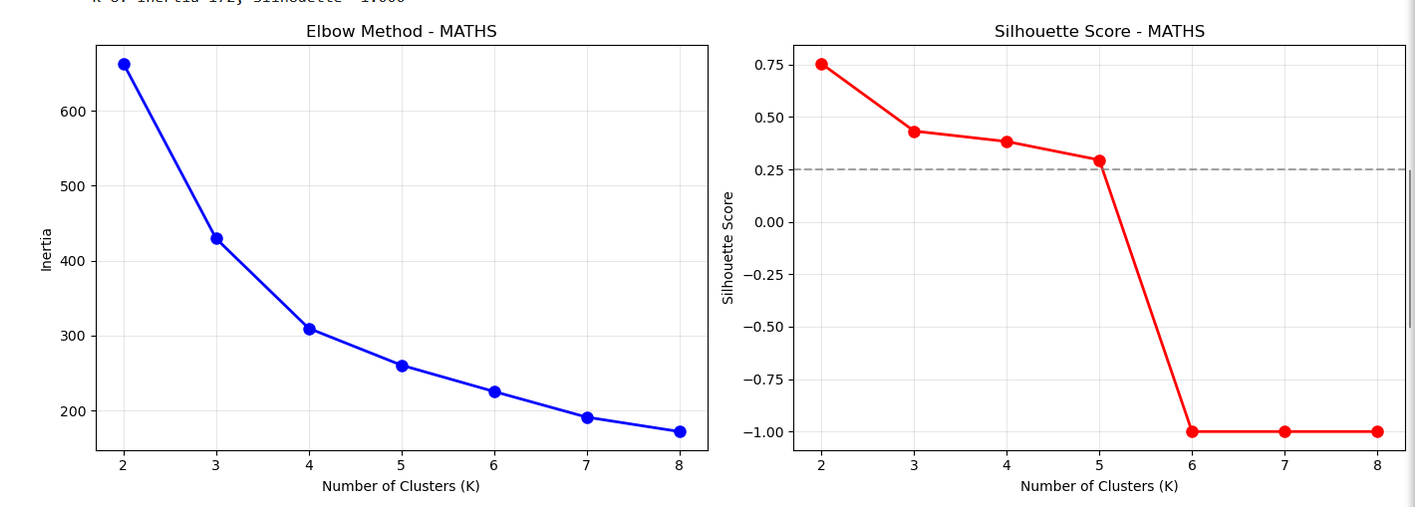 Elbow Method - MATHS
600
500
400
300
200
Inertia
2 3 4 5 6 7 8
Number of Clusters (K)
Silhouette Score - MATHS
0.75
0.50
0.25
0.00
−0.25
−0.50
−0.75
−1.00
Silhouette Score
2 3 4 5 6 7 8
Number of Clusters (K)